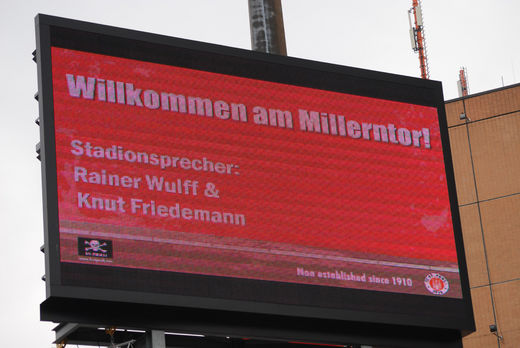 Willkommen am Millerntor!
Stadionsprecher:
Rainer Wulff &
Knut Friedemann
Non established since 1910